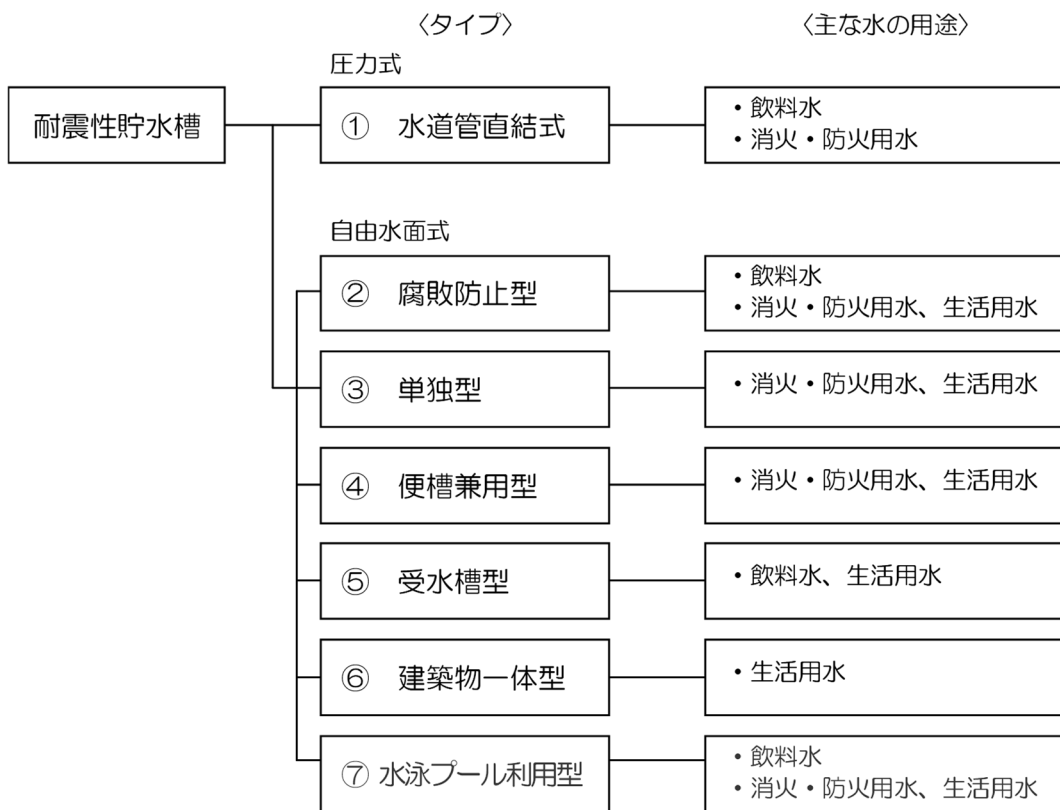 〈タイプ〉 〈主な水の用途〉
圧力式
耐震性貯水槽
① 水道管直結式
・飲料水
・消火・防火用水
自由水面式
② 腐敗防止型
・飲料水
・消火・防火用水、生活用水
③ 単独型
・消火・防火用水、生活用水
④ 便槽兼用型
・消火・防火用水、生活用水
⑤ 受水槽型
・飲料水、生活用水
⑥ 建築物一体型
・生活用水
⑦ 水泳プール利用型
・飲料水
・消火・防火用水、生活用水